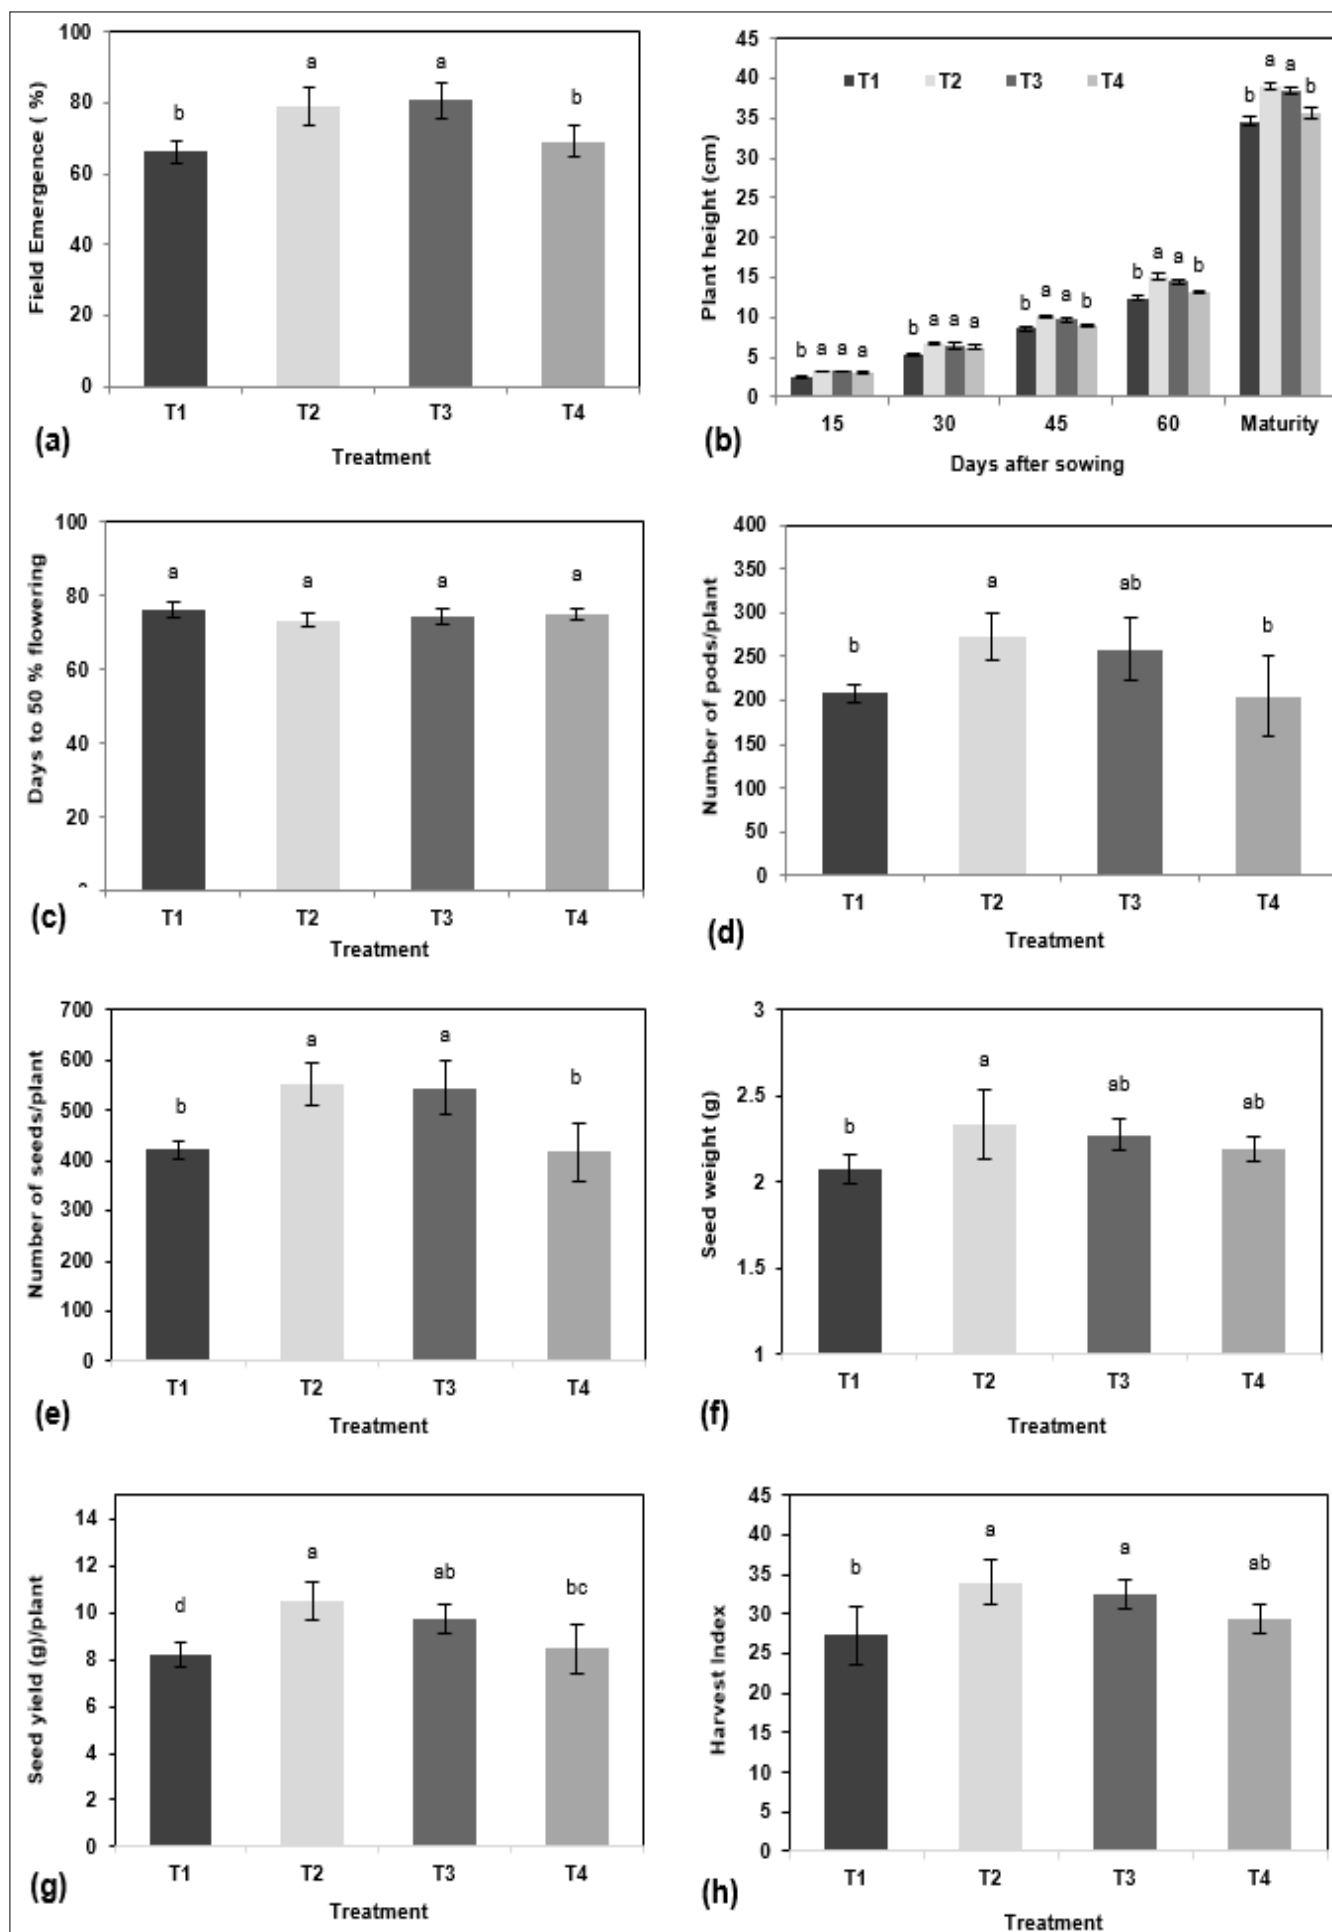 100
80
60
40
20
0
Field Emergence ( %)
b
a
a
b
T1
T2
T3
T4
(a)
Treatment
45
40
35
30
25
20
15
10
5
0
Plant height (cm)
T1
T2
T3
T4
b a a a
b a a a
b a a b
b a a b
b a a b
15
30
45
60
Maturity
(b)
Days after sowing
100
80
60
40
20
Days to 50 % flowering
a
a
a
a
T1
T2
T3
T4
(c)
Treatment
400
350
300
250
200
150
100
50
0
Number of pods/plant
b
a
ab
b
T1
T2
T3
T4
(d)
Treatment
700
600
500
400
300
200
100
0
Number of seeds/plant
b
a
a
b
T1
T2
T3
T4
(e)
Treatment
3
2.5
2
1.5
1
Seed weight (g)
b
a
ab
ab
T1
T2
T3
T4
(f)
Treatment
14
12
10
8
6
4
2
0
Seed yield (g)/plant
d
a
ab
bc
T1
T2
T3
T4
(g)
Treatment
45
40
35
30
25
20
15
10
5
0
Harvest Index
b
a
a
ab
T1
T2
T3
T4
(h)
Treatment